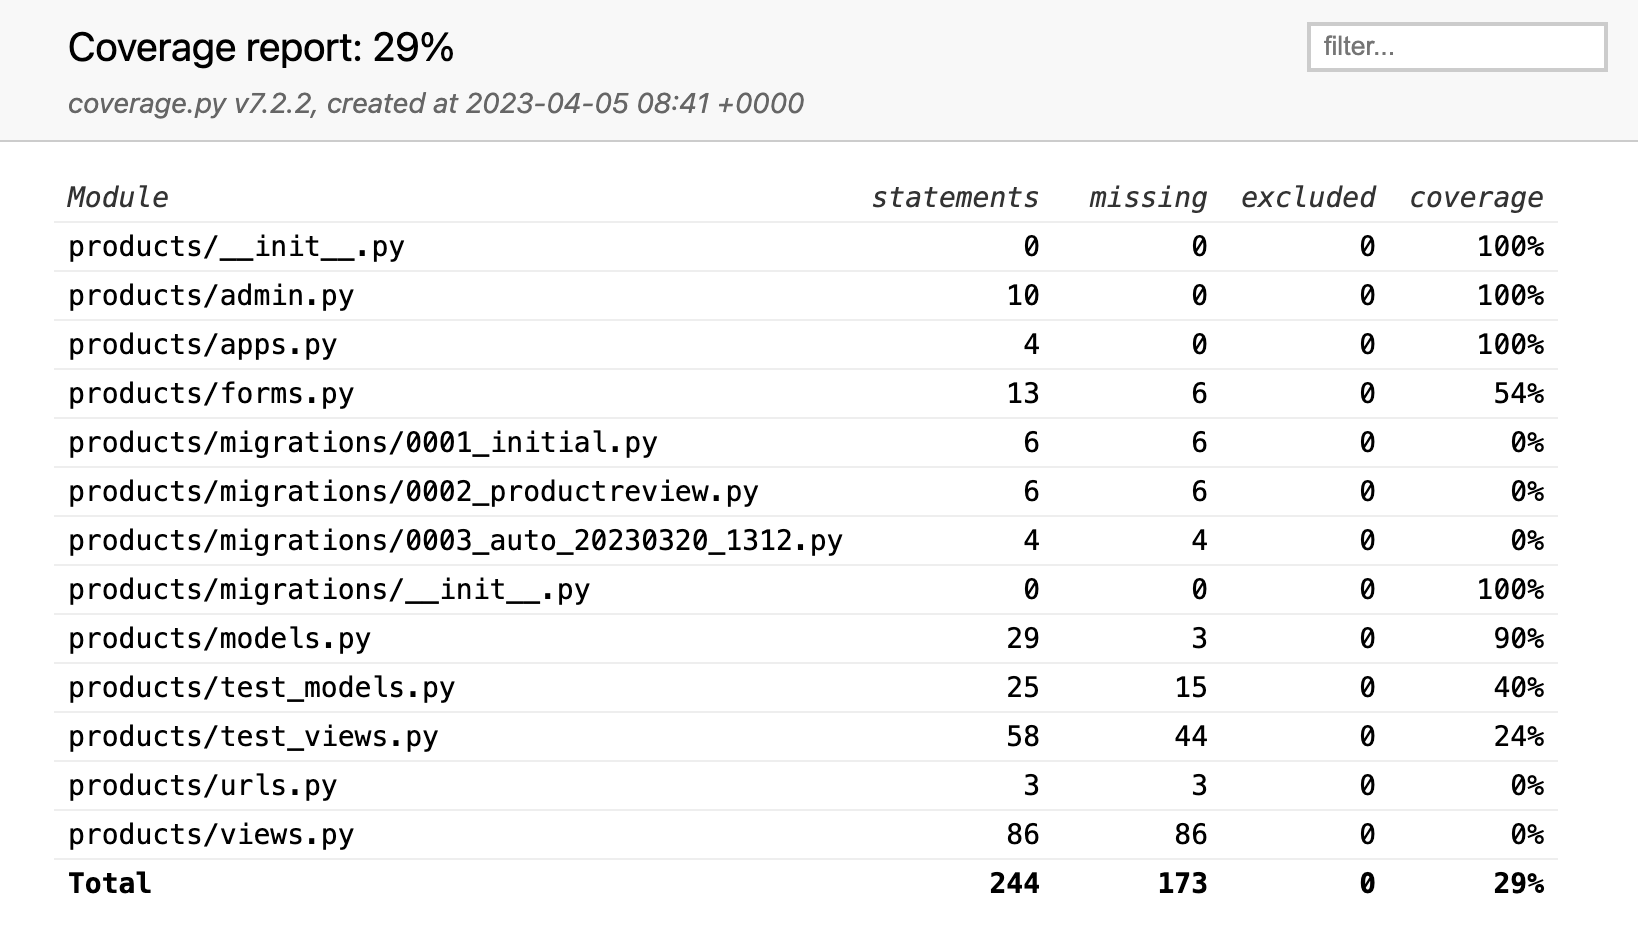 Coverage report: 29%
filter...
coverage.py v7.2.2, created at 2023-04-05 08:41 +0000
Module statements missing excluded coverage
products/__init__.py 0 0 0 100%
products/admin.py 10 0 0 100%
products/apps.py 4 0 0 100%
products/forms.py 13 6 0 54%
products/migrations/0001_initial.py 6 6 0 0%
products/migrations/0002_productreview.py 6 6 0 0%
products/migrations/0003_auto_20230320_1312.py 4 4 0 0%
products/migrations/__init__.py 0 0 0 100%
products/models.py 29 3 0 90%
products/test_models.py 25 15 0 40%
products/test_views.py 58 44 0 24%
products/urls.py 3 3 0 0%
products/views.py 86 86 0 0%
Total 244 173 0 29%